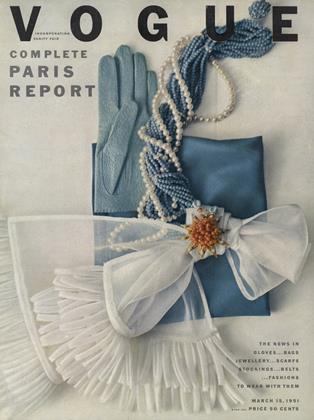 VOGUE
INCORPORATING
VANITY FAIR
COMPLETE
PARIS
REPORT
THE NEWS IN
GLOVES...BAGS
JEWELLERY...SCARFS
STOCKINGS...BELTS
...FASHIONS
TO WEAR WITH THEM
MARCH 15, 1951
PRICE 50 CENTS